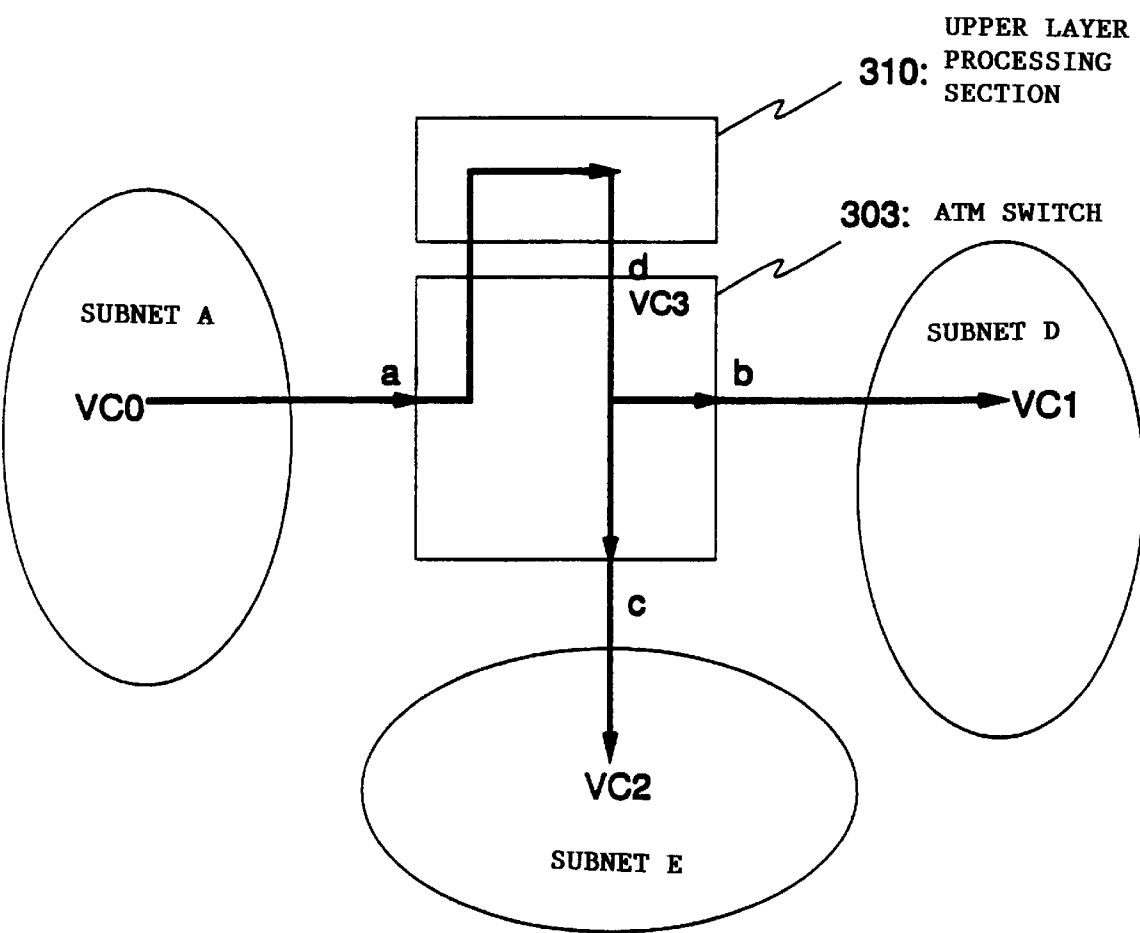 UPPER LAYER
310: PROCESSING
SECTION
303: ATM SWITCH
d
VC3
SUBNET A
SUBNET D
a
b
VC0
VC1
c
VC2
SUBNET E